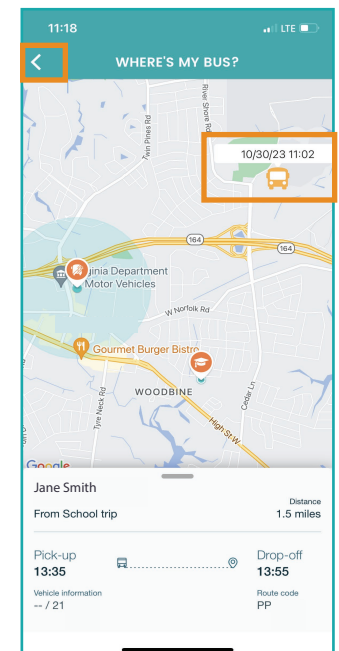 11:18 LTE
WHERE'S MY BUS?
River Shore Rd
Twin Pines Rd
10/30/23 11:02
164
164
inia Department
Motor Vehicles
W Norfolk Rd
Gourmet Burger Bistro
WOODBINE
Tyre Neck Rd
Cedar Ln
High St W
Google
Jane Smith
Distance
From School trip 1.5 miles
Pick-up Drop-off
13:35 13:55
Vehicle information Route code
-- / 21 PP